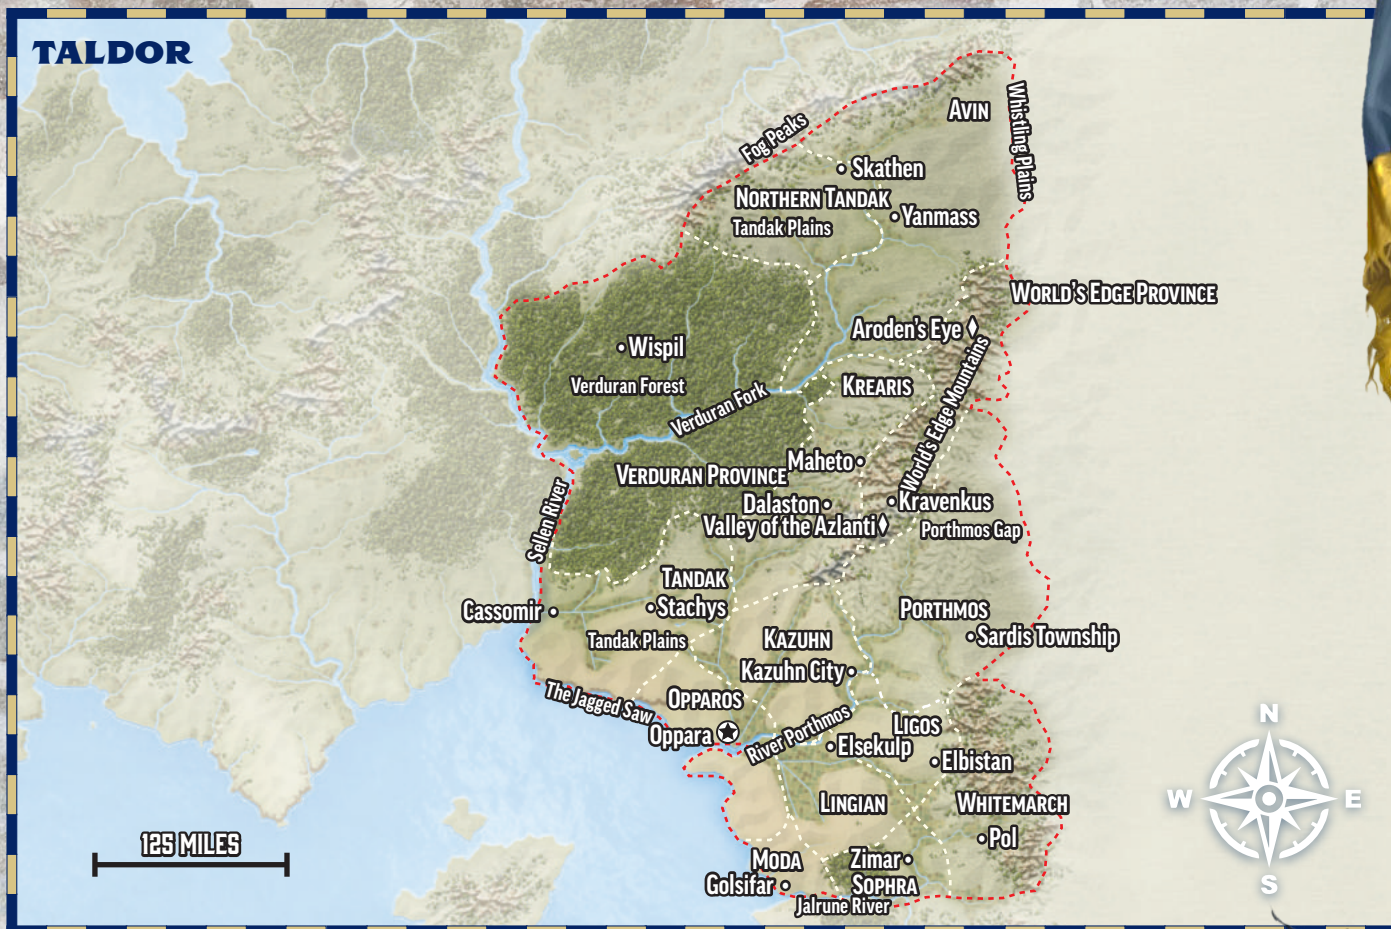 TALDOR
AVIN
Whistling Plains
Fog Peaks
Skathen
NORTHERN TANDAK
Yanmass
Tandak Plains
WORLD'S EDGE PROVINCE
Aroden's Eye
Wispil
Verduran Forest
KREARIS
Verduran Fork
World's Edge Mountains
Maheto
VERDURAN PROVINCE
Dalaston
Kravenkus
Valley of the Azlanti
Porthmos Gap
Sellen River
TANDAK
Cassomir
Stachys
PORTHMOS
Tandak Plains
KAZUHN
Sardis Township
Kazuhn City
The Jagged Saw
OPPAROS
Oppara
River Porthmos
LIGOS
Elsekulp
Elbistan
LINGIAN
WHITEMARCH
Pol
MODA
Zimar
Golsifar
SOPHRA
Jalrune River
125 MILES
N
W
E
S